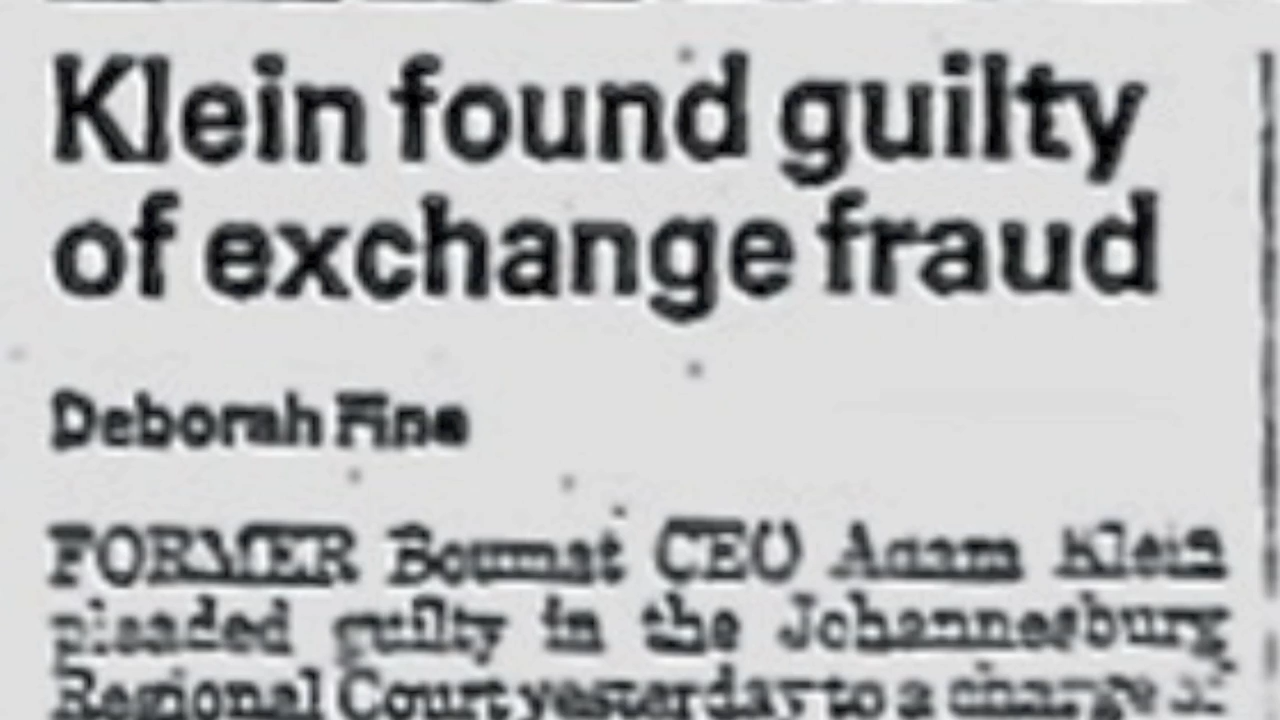 Klein found guilty
of exchange fraud
Deborah Fine
FORMER Boumat CEO Adam Klein
pleaded guilty in the Johannesburg
Regional Court yesterday to a charge of